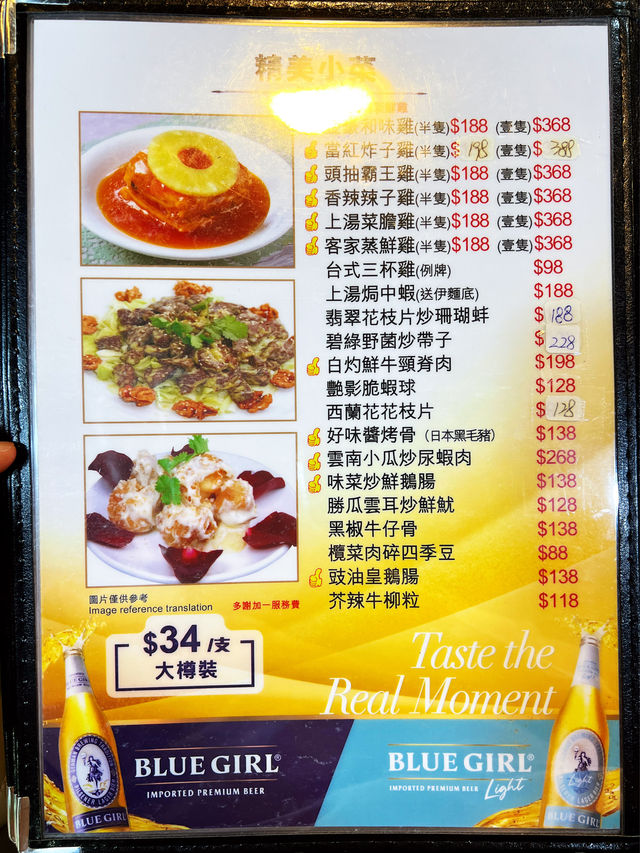 精美小菜
和味雞(半隻)$188 (壹隻)$368
當紅炸子雞(半隻)$ 198 (壹隻)$ 388
頭抽霸王雞(半隻)$188 (壹隻)$368
香辣辣子雞(半隻)$188 (壹隻)$368
上湯菜膽雞(半隻)$188 (壹隻)$368
客家蒸鮮雞(半隻)$188 (壹隻)$368
台式三杯雞(例牌) $98
上湯焗中蝦(送伊麵底) $188
翡翠花枝片炒珊瑚蚌 $ 188
碧綠野菌炒帶子 $ 228
白灼鮮牛頸脊肉 $198
艷影脆蝦球 $128
西蘭花花枝片 $ 128
好味醬烤骨 (日本黑毛豬) $138
雲南小瓜炒尿蝦肉 $268
味菜炒鮮鵝腸 $138
勝瓜雲耳炒鮮魷 $128
黑椒牛仔骨 $138
欖菜肉碎四季豆 $88
豉油皇鵝腸 $138
芥辣牛柳粒 $118
圖片僅供參考
Image reference translation
多謝加一服務費
$34 /支
大樽裝
Taste the
Real Moment
BLUE GIRL®
IMPORTED PREMIUM BEER
BLUE GIRL®
IMPORTED PREMIUM BEER Light
BLUE GIRL
Light
BLUE GIRL